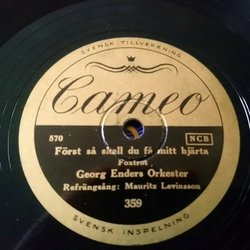 SVENSK TILLVERKNING
Cameo
570
NCB
Först så skall du få mitt hjärta
Foxtrot
Georg Enders Orkester
Refrängsång: Mauritz Levinsson
359
SVENSK INSPELNING